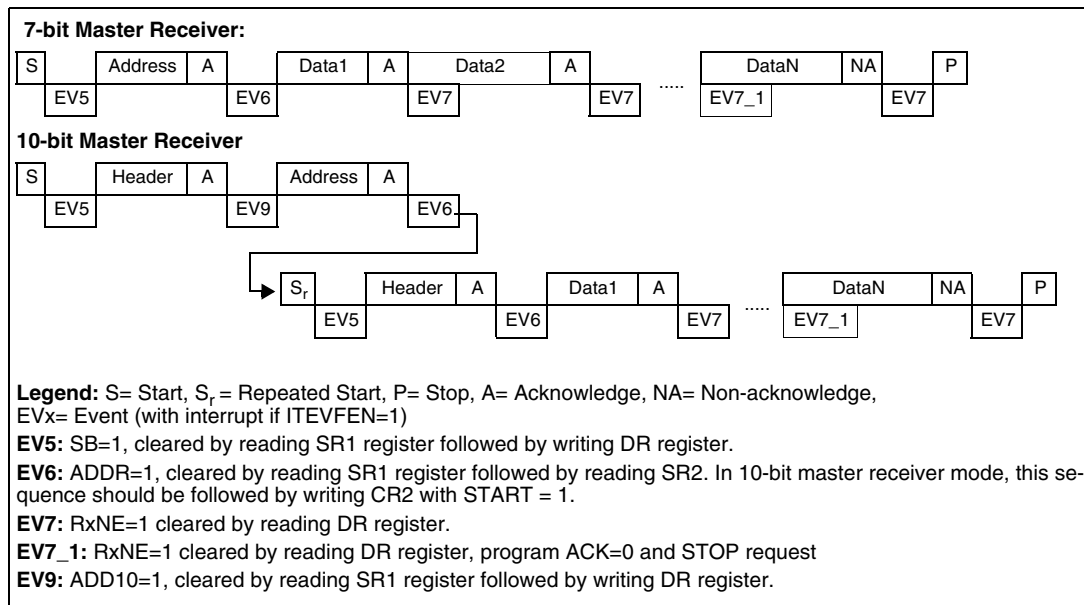 7-bit Master Receiver:
S Address A Data1 A Data2 A ..... DataN NA P
EV5 EV6 EV7 EV7 EV7_1 EV7
10-bit Master Receiver
S Header A Address A
EV5 EV9 EV6
Sr Header A Data1 A ..... DataN NA P
EV5 EV6 EV7 EV7_1 EV7
Legend: S= Start, Sr = Repeated Start, P= Stop, A= Acknowledge, NA= Non-acknowledge,
EVx= Event (with interrupt if ITEVFEN=1)
EV5: SB=1, cleared by reading SR1 register followed by writing DR register.
EV6: ADDR=1, cleared by reading SR1 register followed by reading SR2. In 10-bit master receiver mode, this se-
quence should be followed by writing CR2 with START = 1.
EV7: RxNE=1 cleared by reading DR register.
EV7_1: RxNE=1 cleared by reading DR register, program ACK=0 and STOP request
EV9: ADD10=1, cleared by reading SR1 register followed by writing DR register.